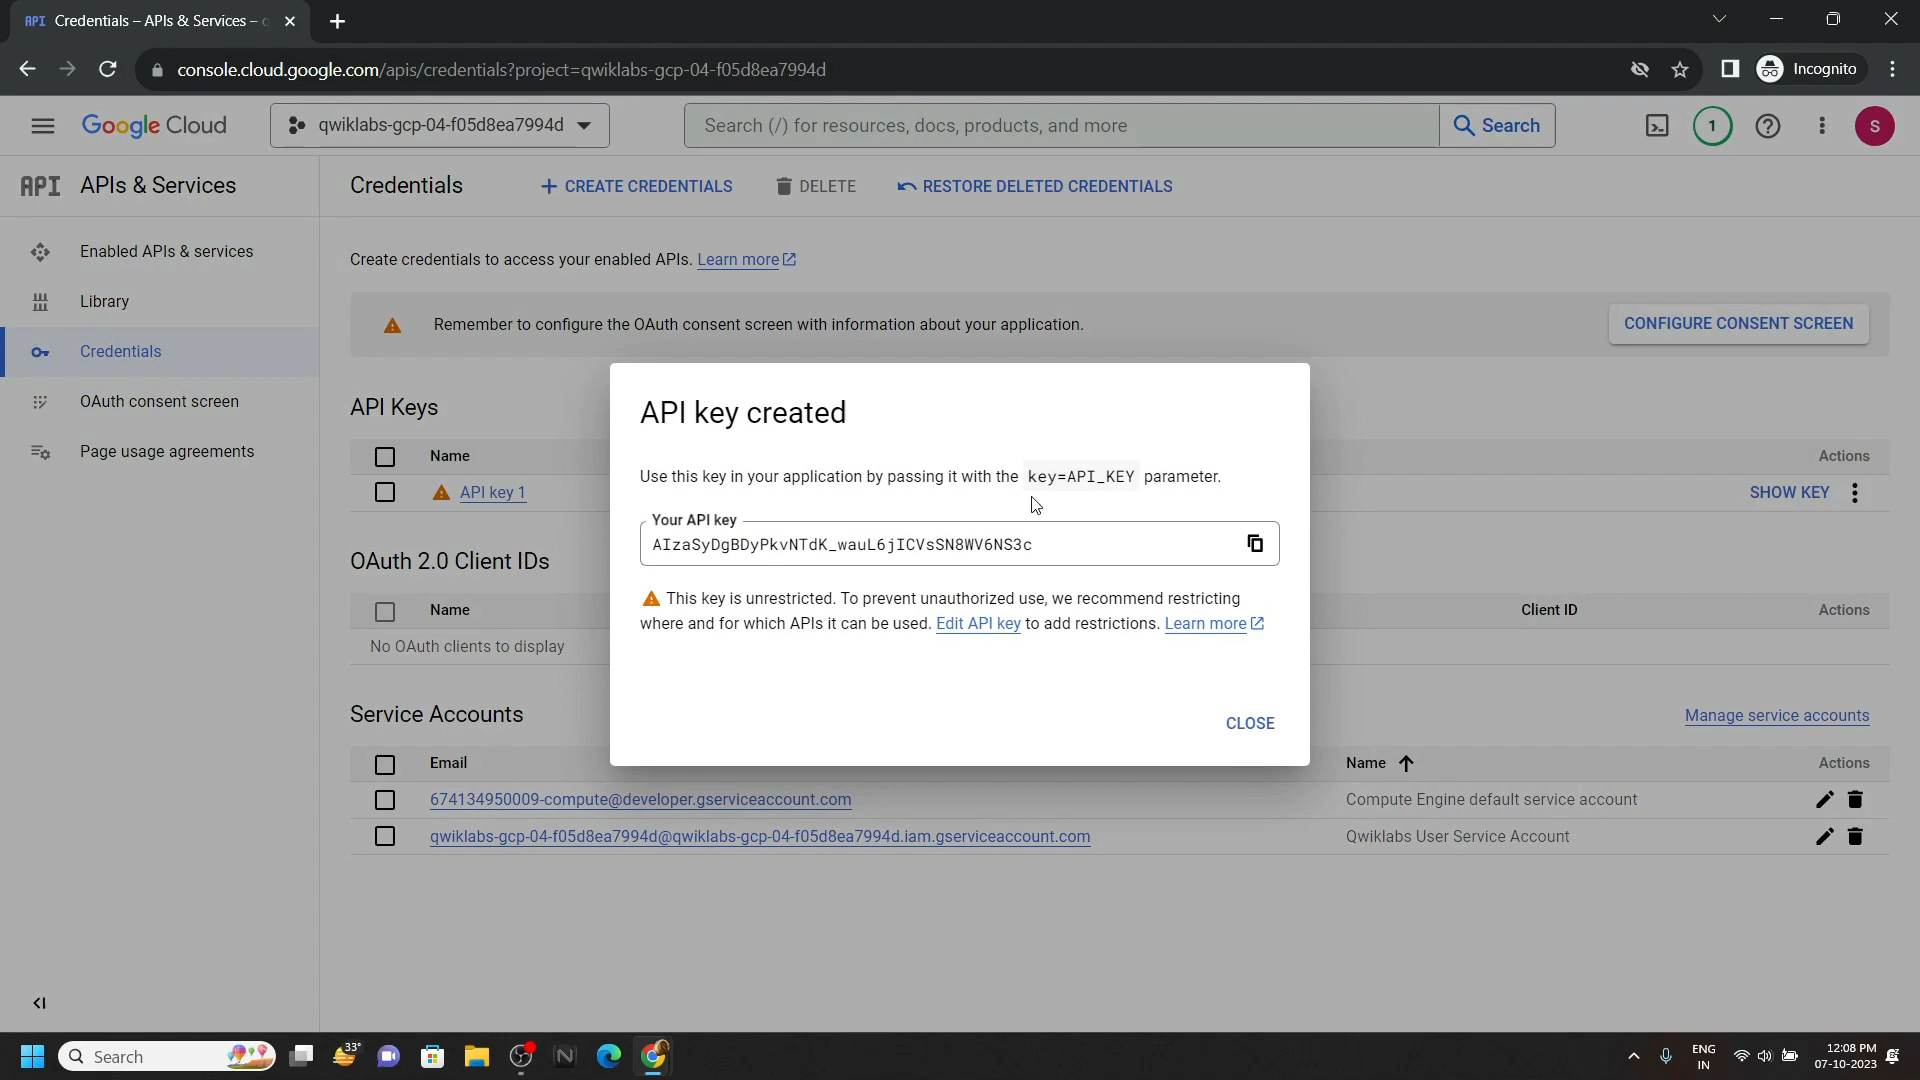 API Credentials – APIs & Services – c
console.cloud.google.com/apis/credentials?project=qwiklabs-gcp-04-f05d8ea7994d
Incognito
Google Cloud
qwiklabs-gcp-04-f05d8ea7994d
Search (/) for resources, docs, products, and more
Search
1
S
API APIs & Services
Credentials
CREATE CREDENTIALS
DELETE
RESTORE DELETED CREDENTIALS
Enabled APIs & services
Library
Credentials
OAuth consent screen
Page usage agreements
Create credentials to access your enabled APIs. Learn more
Remember to configure the OAuth consent screen with information about your application.
CONFIGURE CONSENT SCREEN
API Keys
Name
Actions
API key 1
SHOW KEY
OAuth 2.0 Client IDs
Name
Client ID
Actions
No OAuth clients to display
Service Accounts
Manage service accounts
Email
Name
Actions
674134950009-compute@developer.gserviceaccount.com
Compute Engine default service account
qwiklabs-gcp-04-f05d8ea7994d@qwiklabs-gcp-04-f05d8ea7994d.iam.gserviceaccount.com
Qwiklabs User Service Account
API key created
Use this key in your application by passing it with the key=API_KEY parameter.
Your API key
AIzaSyDgBDyPkvNTdK_wauL6jICVsSN8WV6NS3c
This key is unrestricted. To prevent unauthorized use, we recommend restricting
where and for which APIs it can be used. Edit API key to add restrictions. Learn more
CLOSE
Search
33°
ENG
IN
12:08 PM
07-10-2023